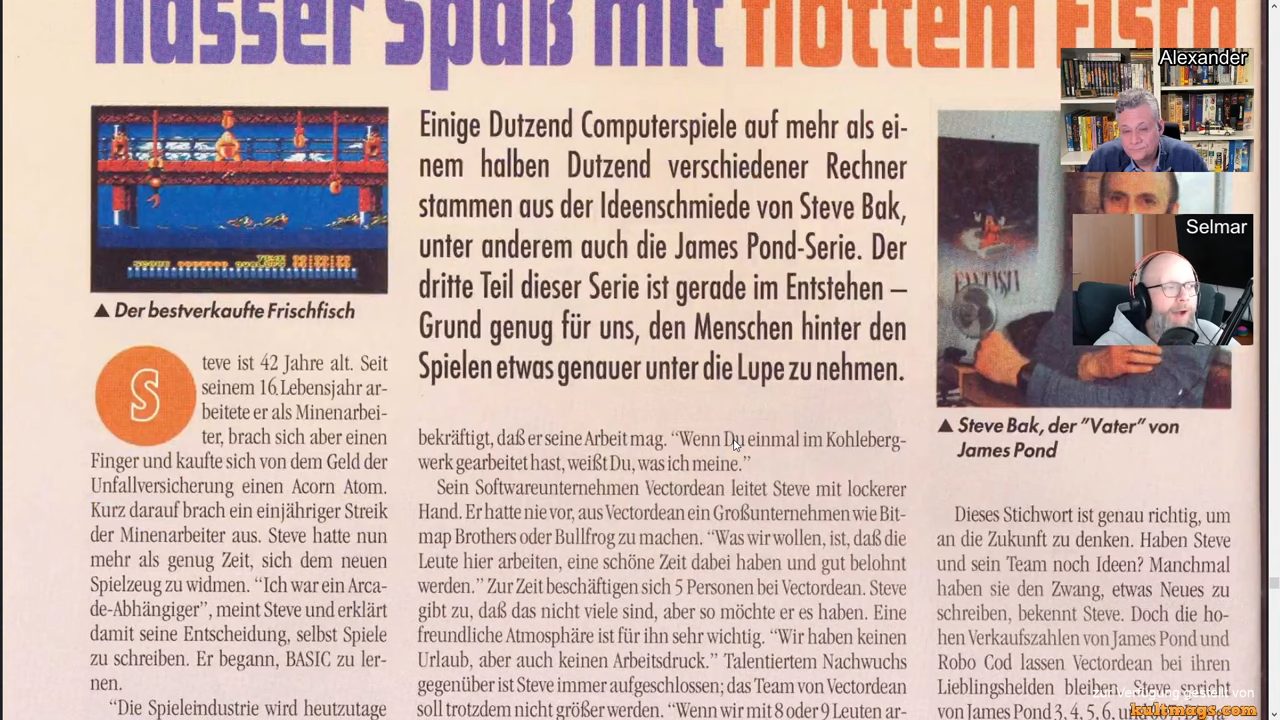 Nasser Spaß mit flottem Fisch
Alexander
Selmar
Einige Dutzend Computerspiele auf mehr als ei-
nem halben Dutzend verschiedener Rechner
stammen aus der Ideenschmiede von Steve Bak,
unter anderem auch die James Pond-Serie. Der
dritte Teil dieser Serie ist gerade im Entstehen –
Grund genug für uns, den Menschen hinter den
Spielen etwas genauer unter die Lupe zu nehmen.
▲ Der bestverkaufte Frischfisch
Steve ist 42 Jahre alt. Seit
seinem 16. Lebensjahr ar-
beitete er als Minenarbei-
ter, brach sich aber einen
Finger und kaufte sich von dem Geld der
Unfallversicherung einen Acorn Atom.
Kurz darauf brach ein einjähriger Streik
der Minenarbeiter aus. Steve hatte nun
mehr als genug Zeit, sich dem neuen
Spielzeug zu widmen. “Ich war ein Arca-
de-Abhängiger”, meint Steve und erklärt
damit seine Entscheidung, selbst Spiele
zu schreiben. Er begann, BASIC zu ler-
nen.
“Die Spieleindustrie wird heutzutage
bekräftigt, daß er seine Arbeit mag. “Wenn Du einmal im Kohleberg-
werk gearbeitet hast, weißt Du, was ich meine.”
Sein Softwareunternehmen Vectordean leitet Steve mit lockerer
Hand. Er hatte nie vor, aus Vectordean ein Großunternehmen wie Bit-
map Brothers oder Bullfrog zu machen. “Was wir wollen, ist, daß die
Leute hier arbeiten, eine schöne Zeit dabei haben und gut belohnt
werden.” Zur Zeit beschäftigen sich 5 Personen bei Vectordean. Steve
gibt zu, daß das nicht viele sind, aber so möchte er es haben. Eine
freundliche Atmosphäre ist für ihn sehr wichtig. “Wir haben keinen
Urlaub, aber auch keinen Arbeitsdruck.” Talentiertem Nachwuchs
gegenüber ist Steve immer aufgeschlossen; das Team von Vectordean
soll trotzdem nicht größer werden. “Wenn wir mit 8 oder 9 Leuten ar-
▲ Steve Bak, der ”Vater” von
James Pond
Dieses Stichwort ist genau richtig, um
an die Zukunft zu denken. Haben Steve
und sein Team noch Ideen? Manchmal
haben sie den Zwang, etwas Neues zu
schreiben, bekennt Steve. Doch die ho-
hen Verkaufszahlen von James Pond und
Robo Cod lassen Vectordean bei ihren
Lieblingshelden bleiben. Steve spricht
von James Pond 3, 4, 5, 6, und
zur Verfügung gestellt von
kultmags.com